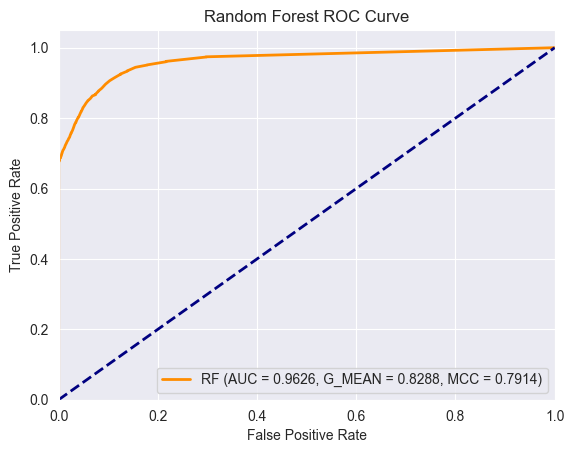 Random Forest ROC Curve
True Positive Rate
1.0
0.8
0.6
0.4
0.2
0.0
RF (AUC = 0.9626, G_MEAN = 0.8288, MCC = 0.7914)
0.0 0.2 0.4 0.6 0.8 1.0
False Positive Rate